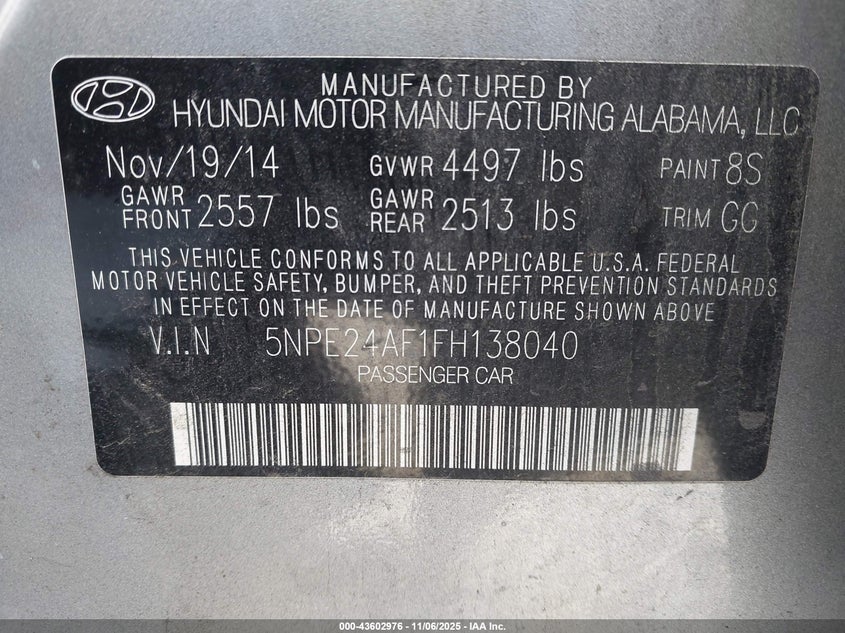 MANUFACTURED BY
HYUNDAI MOTOR MANUFACTURING ALABAMA, LLC
Nov/19/14 GVWR 4497 lbs PAINT 8S
GAWR FRONT 2557 lbs GAWR REAR 2513 lbs TRIM GG
THIS VEHICLE CONFORMS TO ALL APPLICABLE U.S.A. FEDERAL
MOTOR VEHICLE SAFETY, BUMPER, AND THEFT PREVENTION STANDARDS
IN EFFECT ON THE DATE OF MANUFACTURE SHOWN ABOVE
V.I.N 5NPE24AF1FH138040
PASSENGER CAR
000-43602976 - 11/06/2025 - IAA Inc.